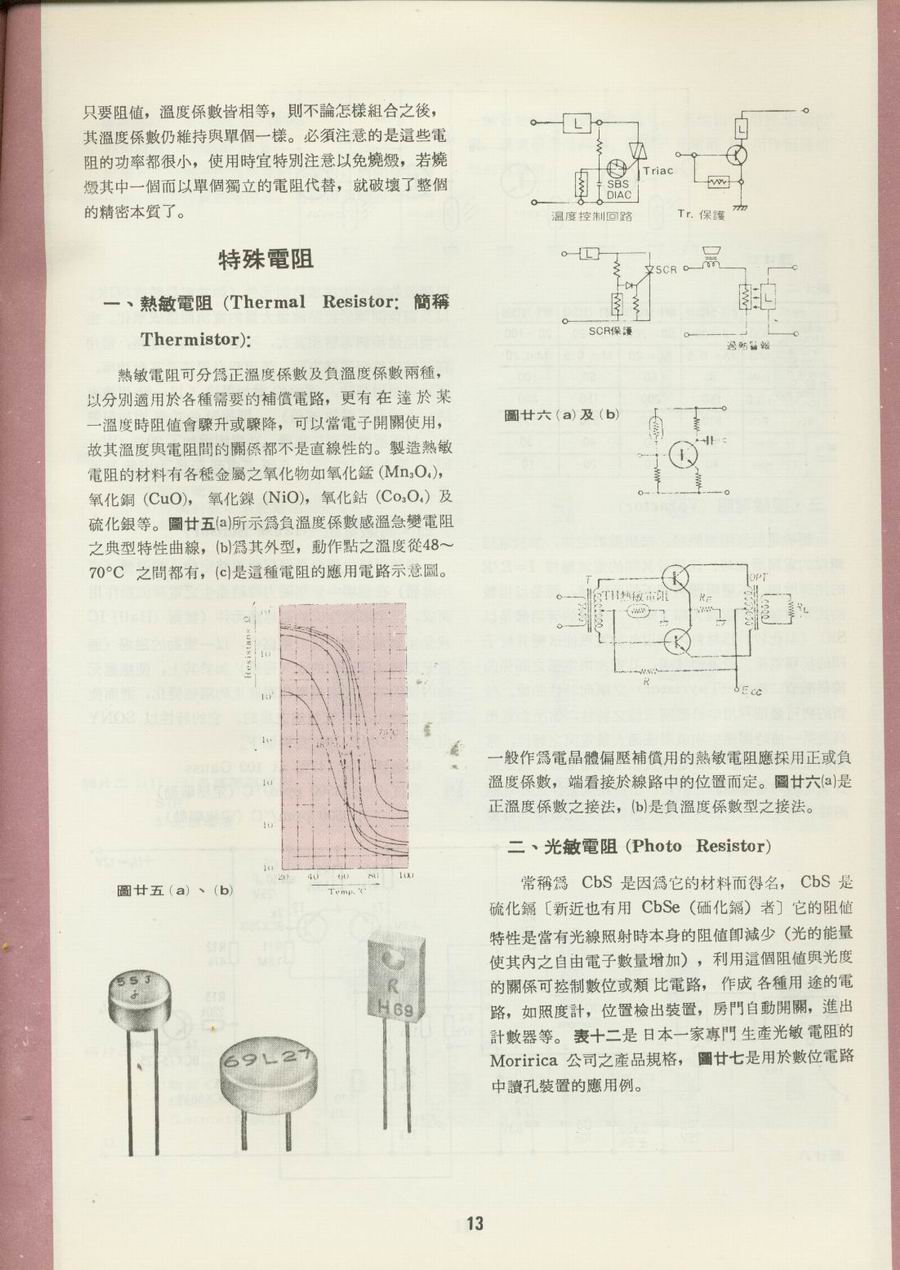 只要阻值，溫度係數皆相等，則不論怎樣組合之後，
其溫度係數仍維持與單個一樣。必須注意的是這些電
阻的功率都很小，使用時宜特別注意以免燒燬，若燒
燬其中一個而以單個獨立的電阻代替，就破壞了整個
的精密本質了。
特殊電阻
一、熱敏電阻 (Thermal Resistor: 簡稱
Thermistor):
熱敏電阻可分爲正溫度係數及負溫度係數兩種，
以分別適用於各種需要的補償電路，更有在達於某
一溫度時阻值會驟升或驟降，可以當電子開關使用，
故其溫度與電阻間的關係都不是直線性的。製造熱敏
電阻的材料有各種金屬之氧化物如氧化錳 (Mn₂O₄),
氧化銅 (CuO), 氧化鎳 (NiO), 氧化鈷 (Co₃O₄) 及
硫化銀等。圖廿五(a)所示爲負溫度係數感溫急變電阻
之典型特性曲線，(b)爲其外型，動作點之溫度從48～
70°C 之間都有，(c)是這種電阻的應用電路示意圖。
Resistans Ω
10
10
10
10
10
10
20 40 60 80 100
Temp. °C
圖廿五 (a)、(b)
55J
69L27
R
H69
L
Triac
SBS
DIAC
溫度控制回路
L
Tr. 保護
L
SCR
SCR保護
L
過熱警報
圖廿六 (a) 及 (b)
C
T
TH熱敏電阻
RE
OPT
RL
R
Ecc
一般作爲電晶體偏壓補償用的熱敏電阻應採用正或負
溫度係數，端看接於線路中的位置而定。圖廿六(a)是
正溫度係數之接法，(b)是負溫度係數型之接法。
二、光敏電阻 (Photo Resistor)
常稱爲 CbS 是因爲它的材料而得名， CbS 是
硫化鎘〔新近也有用 CbSe（硒化鎘）者〕它的阻値
特性是當有光線照射時本身的阻値卽減少（光的能量
使其內之自由電子數量增加），利用這個阻値與光度
的關係可控制數位或類比電路， 作成各種用途的電
路，如照度計，位置檢出裝置，房門自動開關，進出
計數器等。表十二是日本一家專門生產光敏電阻的
Moririca 公司之產品規格， 圖廿七是用於數位電路
中讀孔裝置的應用例。
13